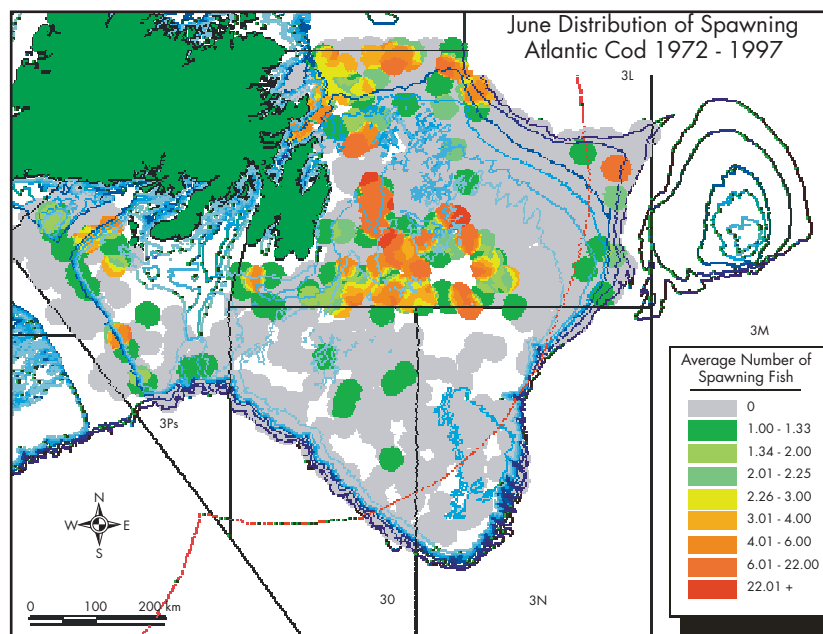 June Distribution of Spawning
Atlantic Cod 1972 - 1997
3L
3M
Average Number of
Spawning Fish
0
1.00 - 1.33
1.34 - 2.00
2.01 - 2.25
2.26 - 3.00
3.01 - 4.00
4.01 - 6.00
6.01 - 22.00
22.01 +
3Ps
N
W E
S
0 100 200 km
30
3N